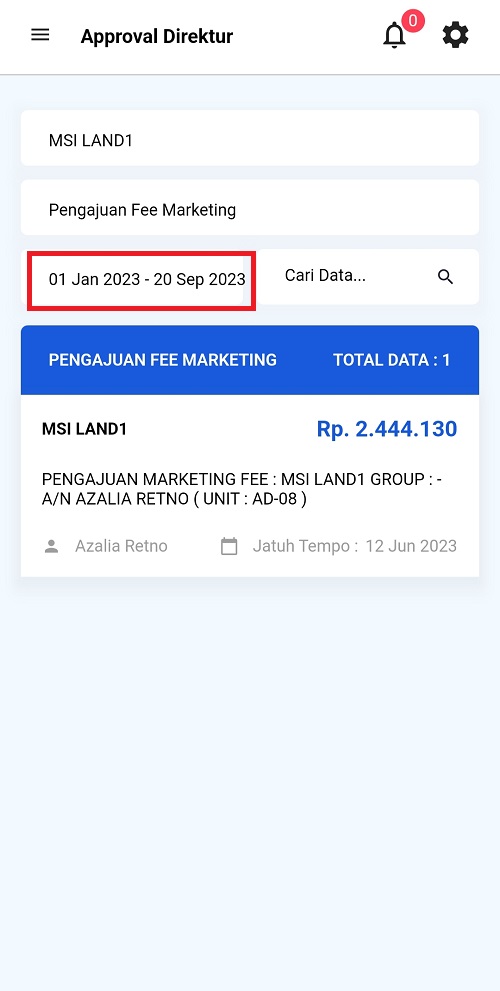 Approval Direktur
0
MSI LAND1
Pengajuan Fee Marketing
01 Jan 2023 - 20 Sep 2023
Cari Data...
PENGAJUAN FEE MARKETING
TOTAL DATA : 1
MSI LAND1
Rp. 2.444.130
PENGAJUAN MARKETING FEE : MSI LAND1 GROUP : -
A/N AZALIA RETNO ( UNIT : AD-08 )
Azalia Retno
Jatuh Tempo : 12 Jun 2023